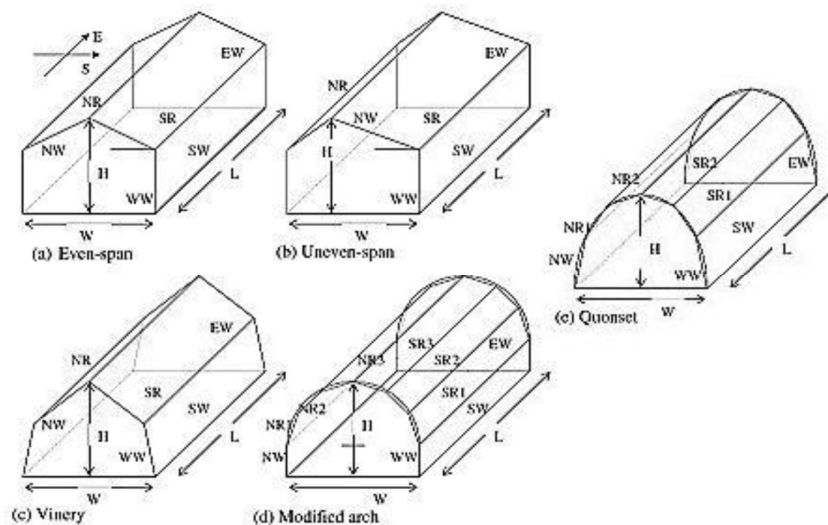 E
S
NR
EW
SR
NW
SW
H
L
WW
W
(a) Even-span
NR
EW
NW
SR
H
SW
L
WW
W
(b) Uneven-span
NR2
SR2
EW
SR1
NR1
SW
H
NW
WW
L
W
(e) Quonset
NR
EW
SR
SW
NW
H
L
WW
W
(c) Vinery
SR3
EW
NR3
SR2
SR1
NR2
SW
NR1
H
L
NW
WW
W
(d) Modified arch